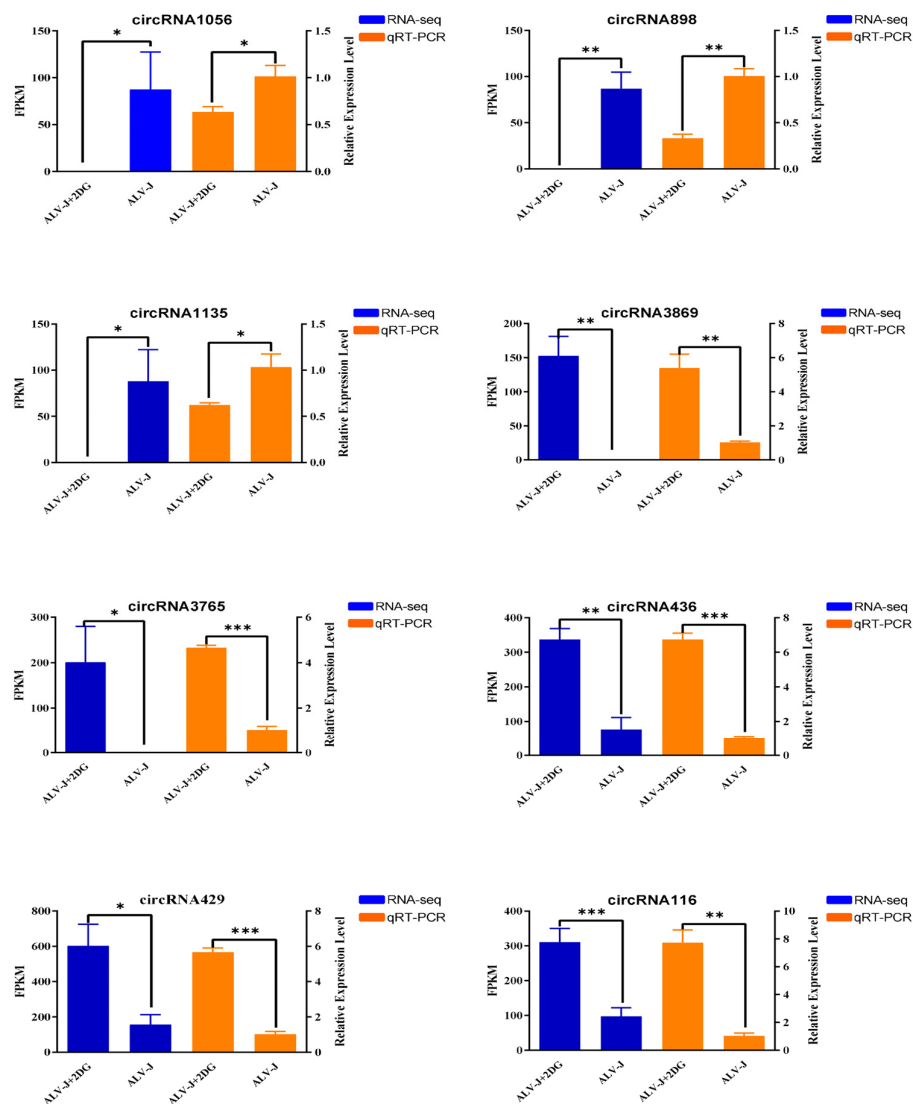 circRNA1056
RNA-seq
qRT-PCR
* *
FPKM
150
100
50
0
1.5
1.0
0.5
0.0
Relative Expression Level
ALV-J+2DG ALV-J ALV-J+2DG ALV-J
circRNA898
RNA-seq
qRT-PCR
** **
FPKM
150
100
50
0
1.5
1.0
0.5
0.0
Relative Expression Level
ALV-J+2DG ALV-J ALV-J+2DG ALV-J
circRNA1135
RNA-seq
qRT-PCR
* *
FPKM
150
100
50
0
1.5
1.0
0.5
0.0
Relative Expression Level
ALV-J+2DG ALV-J ALV-J+2DG ALV-J
circRNA3869
RNA-seq
qRT-PCR
** **
FPKM
200
150
100
50
0
8
6
4
2
0
Relative Expression Level
ALV-J+2DG ALV-J ALV-J+2DG ALV-J
circRNA3765
RNA-seq
qRT-PCR
* ***
FPKM
300
200
100
0
6
4
2
0
Relative Expression Level
ALV-J+2DG ALV-J ALV-J+2DG ALV-J
circRNA436
RNA-seq
qRT-PCR
** ***
FPKM
400
300
200
100
0
8
6
4
2
0
Relative Expression Level
ALV-J+2DG ALV-J ALV-J+2DG ALV-J
circRNA429
RNA-seq
qRT-PCR
* ***
FPKM
800
600
400
200
0
8
6
4
2
0
Relative Expression Level
ALV-J+2DG ALV-J ALV-J+2DG ALV-J
circRNA116
RNA-seq
qRT-PCR
*** **
FPKM
400
300
200
100
0
10
8
6
4
2
0
Relative Expression Level
ALV-J+2DG ALV-J ALV-J+2DG ALV-J